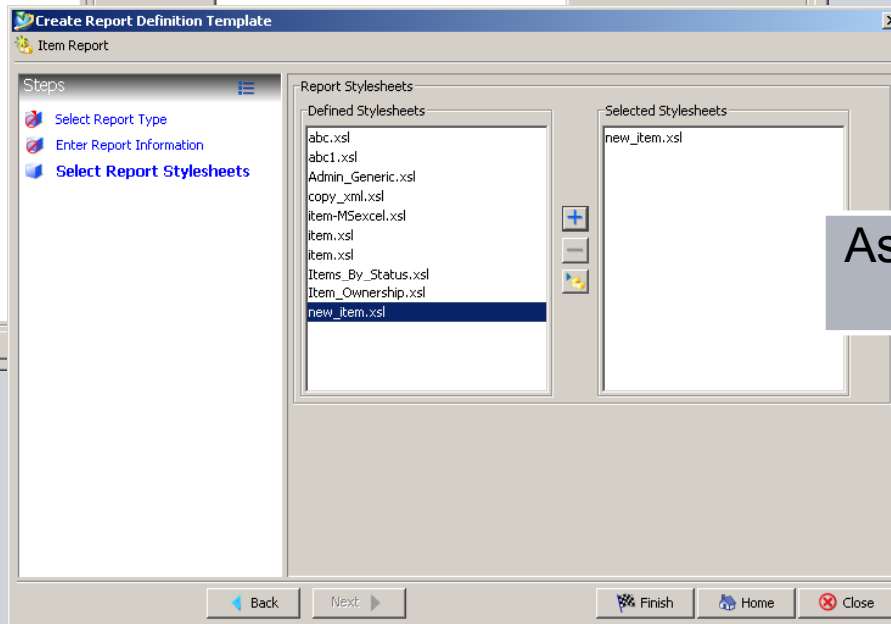 Create Report Definition Template
Item Report
Steps
Select Report Type
Enter Report Information
Select Report Stylesheets
Report Stylesheets
Defined Stylesheets
abc.xsl
abc1.xsl
Admin_Generic.xsl
copy_xml.xsl
item-MSexcel.xsl
item.xsl
item.xsl
Items_By_Status.xsl
Item_Ownership.xsl
new_item.xsl
Selected Stylesheets
new_item.xsl
As
Back
Next
Finish
Home
Close